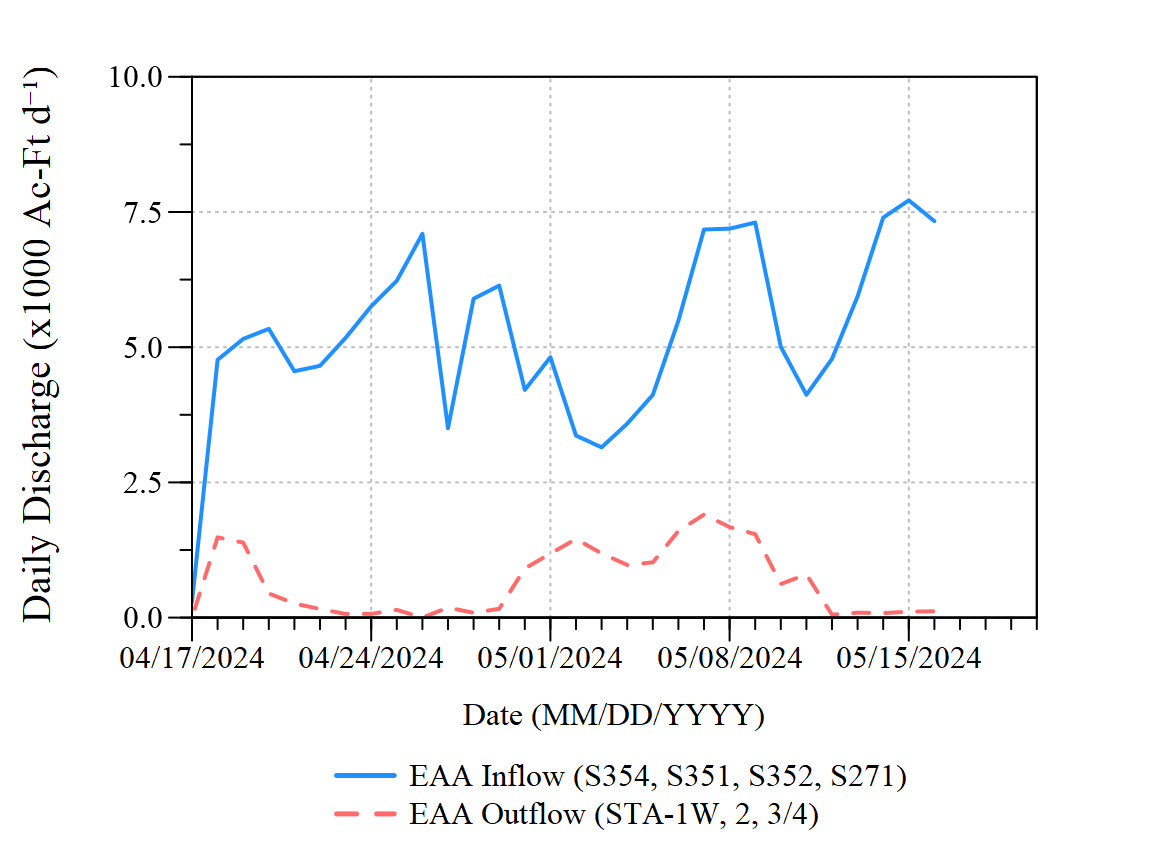 Daily Discharge (x1000 Ac-Ft d⁻¹)
10.0
7.5
5.0
2.5
0.0
04/17/2024 04/24/2024 05/01/2024 05/08/2024 05/15/2024
Date (MM/DD/YYYY)
EAA Inflow (S354, S351, S352, S271)
EAA Outflow (STA-1W, 2, 3/4)